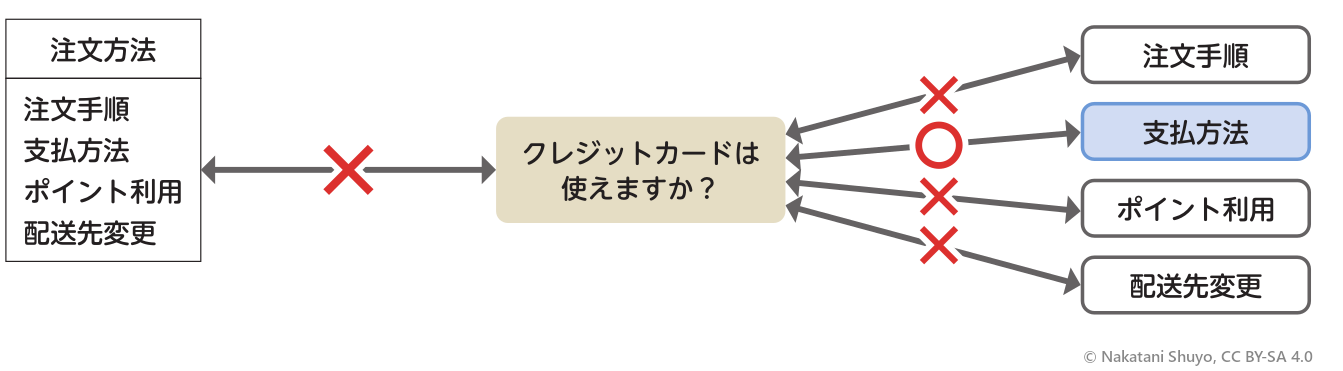 注文方法
注文手順
支払方法
ポイント利用
配送先変更
クレジットカードは
使えますか？
注文手順
支払方法
ポイント利用
配送先変更
© Nakatani Shuyo, CC BY-SA 4.0